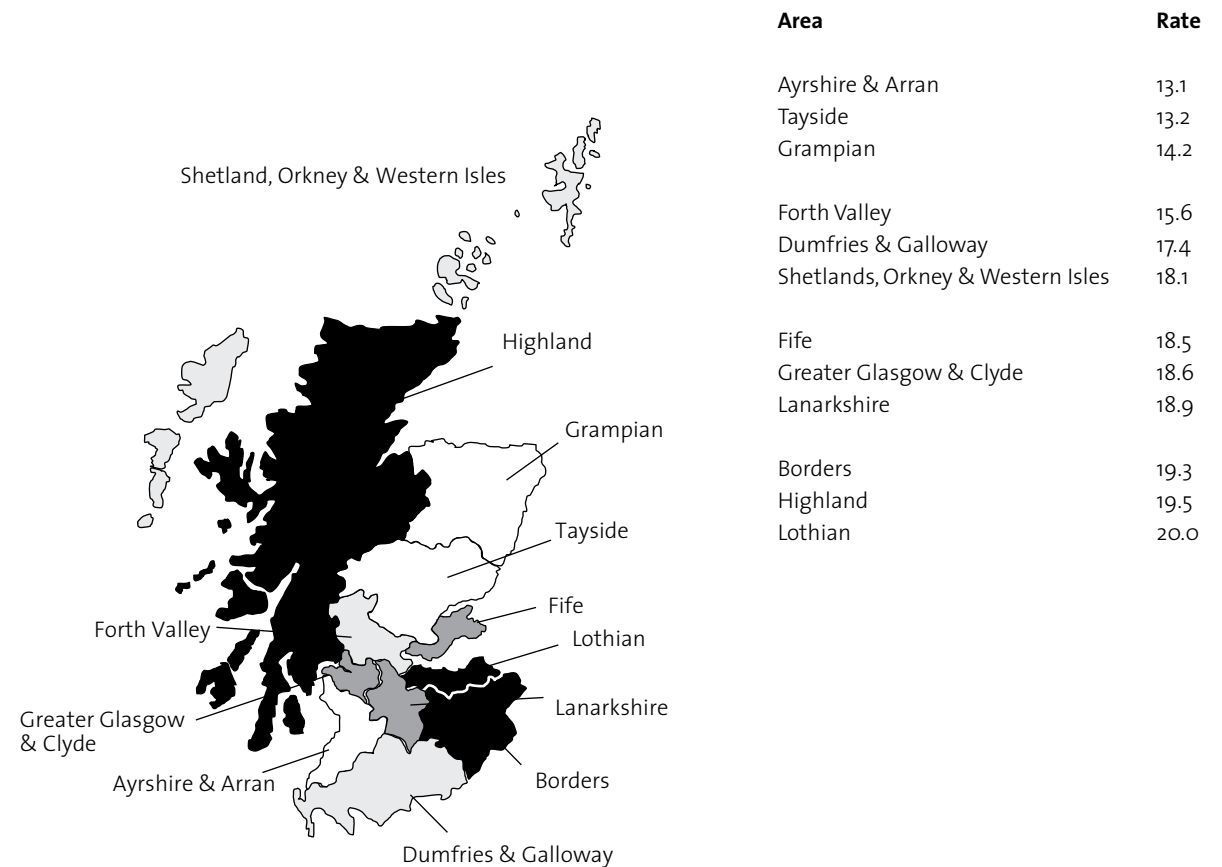 Area Rate
Ayrshire & Arran 13.1
Tayside 13.2
Grampian 14.2
Forth Valley 15.6
Dumfries & Galloway 17.4
Shetlands, Orkney & Western Isles 18.1
Fife 18.5
Greater Glasgow & Clyde 18.6
Lanarkshire 18.9
Borders 19.3
Highland 19.5
Lothian 20.0
Shetland, Orkney & Western Isles
Highland
Grampian
Tayside
Fife
Forth Valley
Lothian
Lanarkshire
Greater Glasgow
& Clyde
Ayrshire & Arran
Borders
Dumfries & Galloway